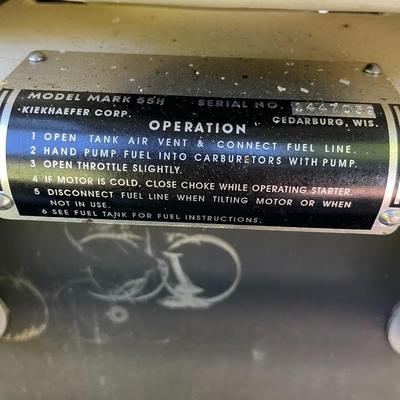 MODEL MARK 55H SERIAL NO.
KIEKHAEFER CORP. CEDARBURG, WIS.
OPERATION
1 OPEN TANK AIR VENT & CONNECT FUEL LINE.
2 HAND PUMP FUEL INTO CARBURETORS WITH PUMP.
3 OPEN THROTTLE SLIGHTLY.
4 IF MOTOR IS COLD, CLOSE CHOKE WHILE OPERATING STARTER.
5 DISCONNECT FUEL LINE WHEN TILTING MOTOR OR WHEN
NOT IN USE.
6 SEE FUEL TANK FOR FUEL INSTRUCTIONS.